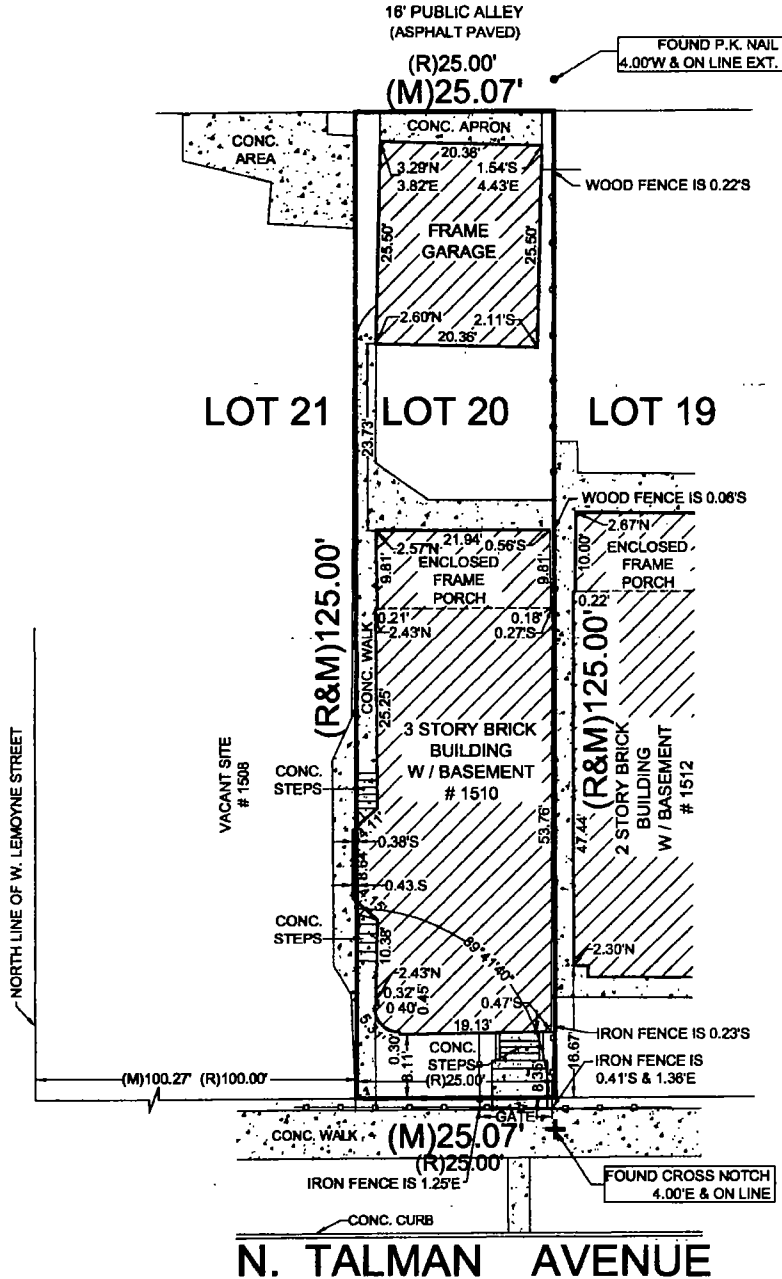 16' PUBLIC ALLEY
(ASPHALT PAVED)
(R)25.00'
(M)25.07'
FOUND P.K. NAIL
4.00'W & ON LINE EXT.
CONC. APRON
CONC.
AREA
20.36'
3.29'N
3.82'E
1.54'S
4.43'E
WOOD FENCE IS 0.22'S
FRAME
GARAGE
25.50'
25.50'
2.60'N
2.11'S
20.36'
LOT 21
LOT 20
LOT 19
23.73'
WOOD FENCE IS 0.06'S
21.94'
2.57'N
0.56'S
2.67'N
ENCLOSED
FRAME
PORCH
9.81'
9.81'
ENCLOSED
FRAME
PORCH
10.00'
0.21'
2.43'N
0.18'
0.27'S
0.22'
(R&M)125.00'
CONC. WALK
25.25'
3 STORY BRICK
BUILDING
W / BASEMENT
# 1510
(R&M)125.00'
2 STORY BRICK
BUILDING
W / BASEMENT
# 1512
VACANT SITE
# 1508
CONC.
STEPS
53.76'
47.44'
0.38'S
0.43.S
CONC.
STEPS
10.38'
89°41'40"
2.43'N
0.32'
0.40'
0.45'
2.30'N
0.47'S
19.13'
IRON FENCE IS 0.23'S
NORTH LINE OF W. LEMOYNE STREET
0.30'
8.11'
CONC.
STEPS
8.35'
16.67'
IRON FENCE IS
0.41'S & 1.36'E
(M)100.27' (R)100.00'
(R)25.00'
GATE
CONC. WALK
(M)25.07'
(R)25.00'
IRON FENCE IS 1.25'E
FOUND CROSS NOTCH
4.00'E & ON LINE
CONC. CURB
N. TALMAN AVENUE